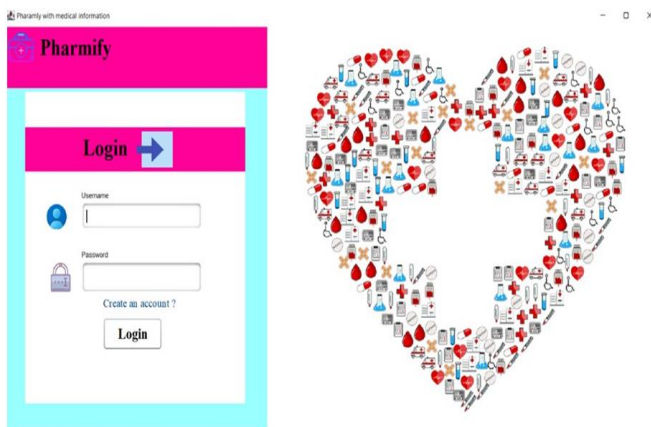 Pharamly with medical information
Pharmify
Login
Username
Password
Create an account ?
Login